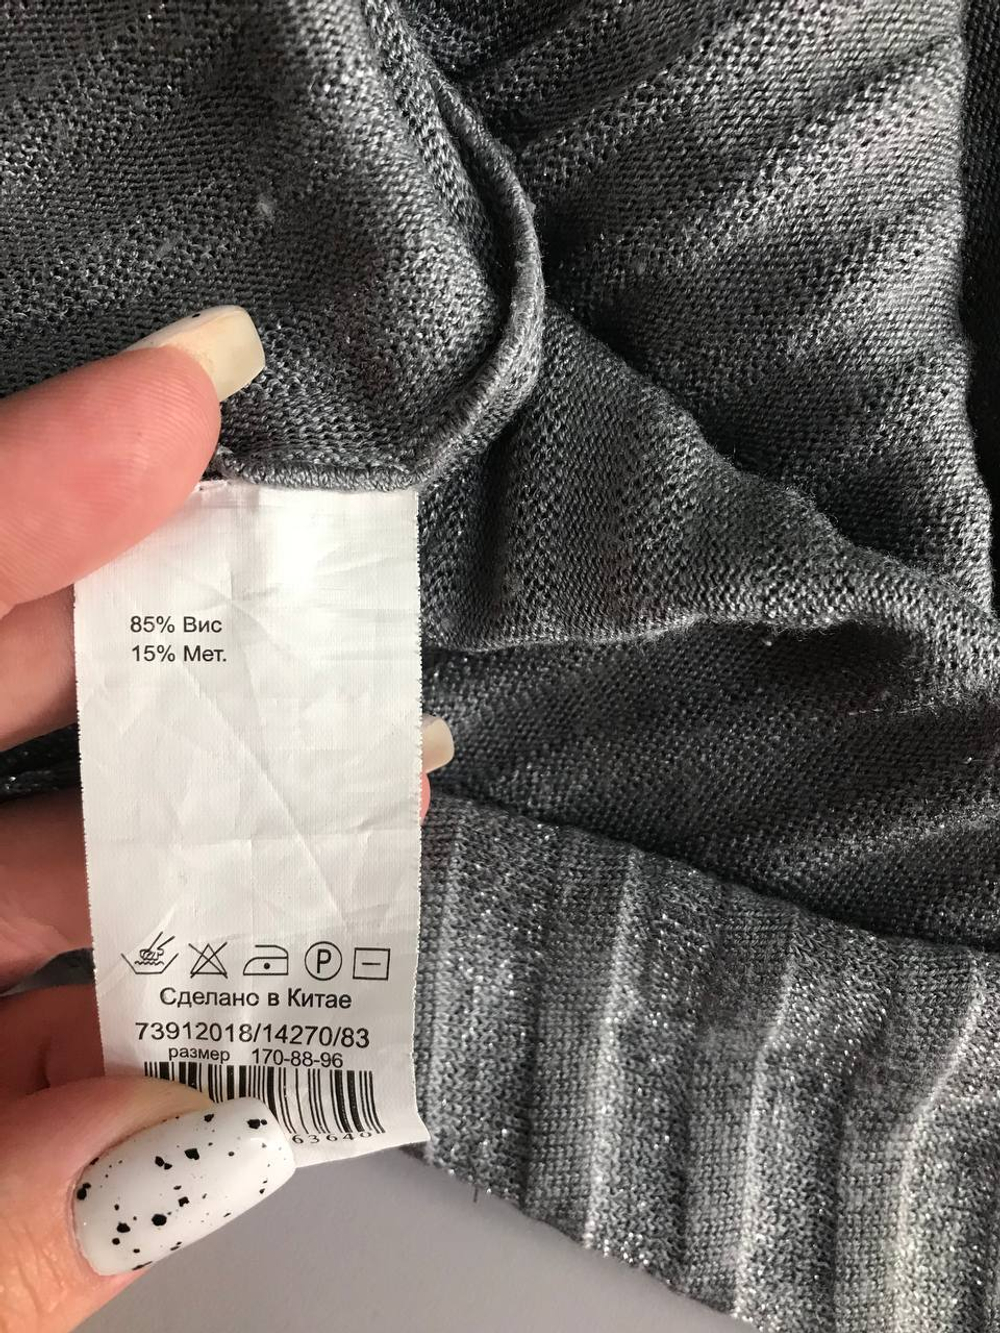 85% Вис
15% Мет.
P
Сделано в Китае
73912018/14270/83
размер 170-88-96